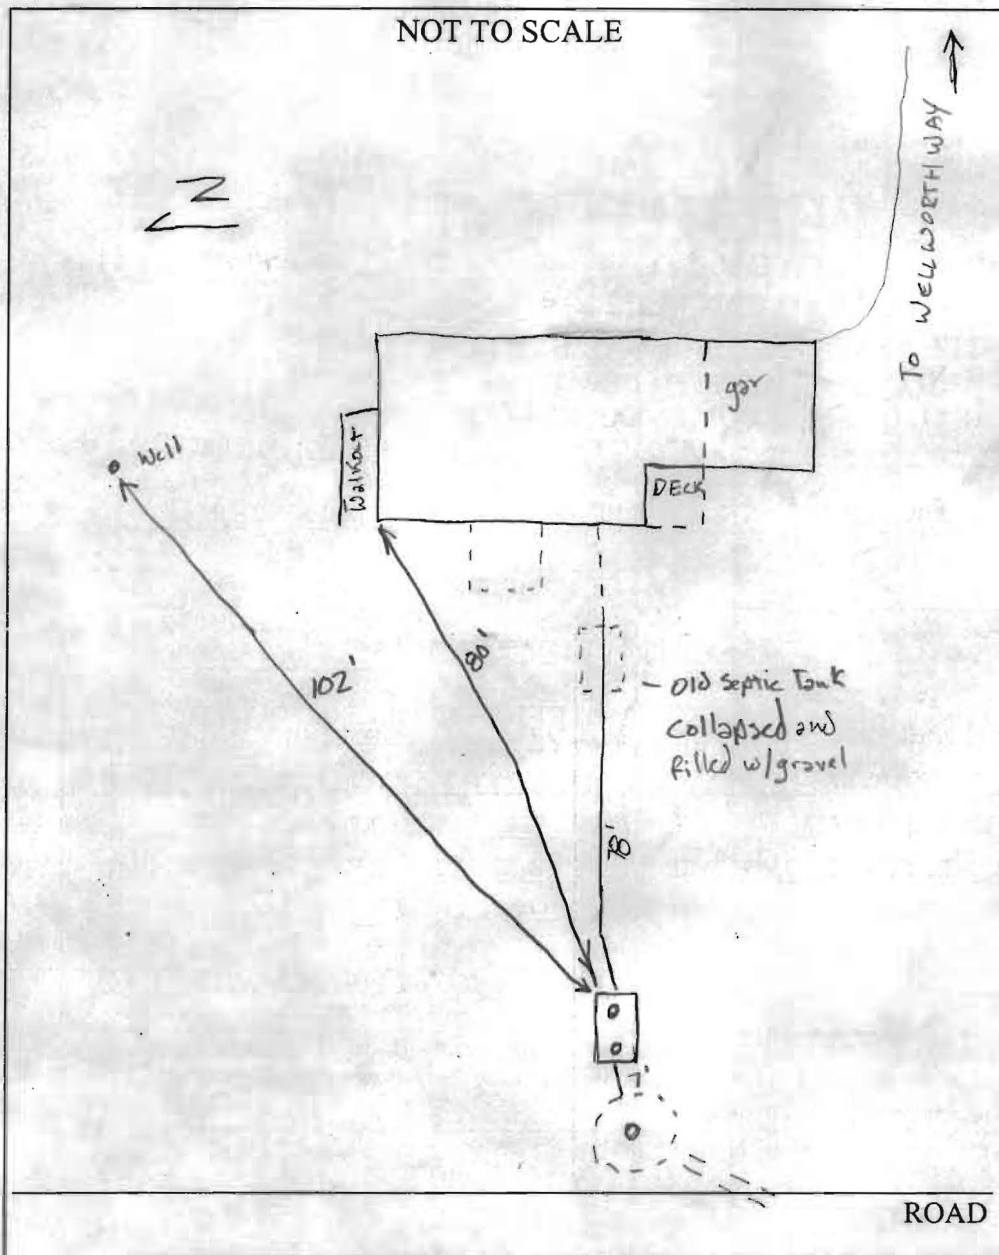 NOT TO SCALE
N
To WELLWORTH WAY
gar
Walkout
DECK
Well
102'
80'
- Old Septic Tank
Collapsed and
filled w/gravel
78'
7'
ROAD